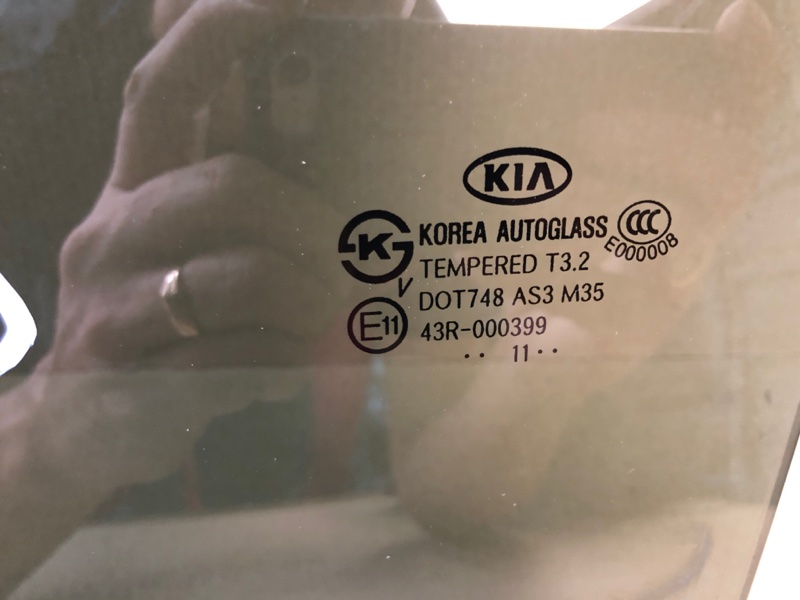 KIA
KOREA AUTOGLASS
CCC
E000008
K
TEMPERED T3.2
V
DOT748 AS3 M35
E11
43R-000399
·· 11 ··